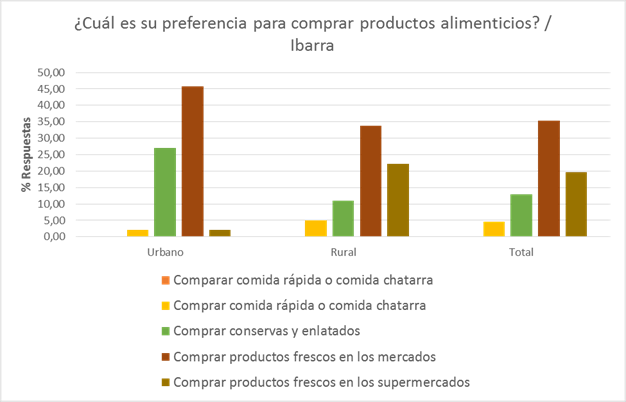 ¿Cuál es su preferencia para comprar productos alimenticios? /
Ibarra
50,00
45,00
40,00
35,00
30,00
25,00
20,00
15,00
10,00
5,00
0,00
% Respuestas
Urbano
Rural
Total
Comparar comida rápida o comida chatarra
Comprar comida rápida o comida chatarra
Comprar conservas y enlatados
Comprar productos frescos en los mercados
Comprar productos frescos en los supermercados